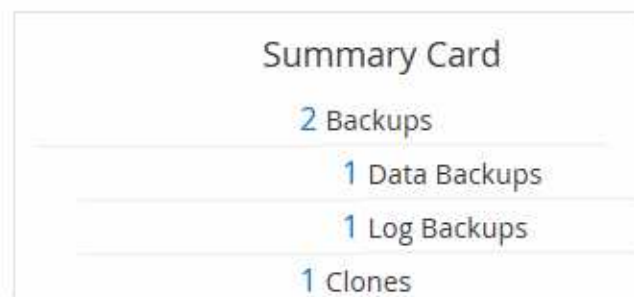 Summary Card
2 Backups
1 Data Backups
1 Log Backups
1 Clones